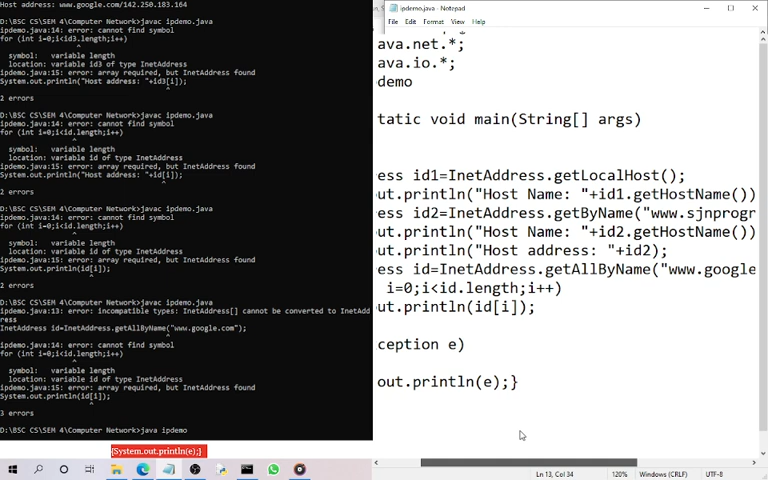 Host address: www.google.com/142.250.183.164
D:\BSC CS\SEM 4\Computer Network>javac ipdemo.java
ipdemo.java:14: error: cannot find symbol
for (int i=0;i<id3.length;i++)
^
symbol: variable length
location: variable id3 of type InetAddress
ipdemo.java:15: error: array required, but InetAddress found
System.out.println("Host address: "+id3[i]);
^
2 errors
D:\BSC CS\SEM 4\Computer Network>javac ipdemo.java
ipdemo.java:14: error: cannot find symbol
for (int i=0;i<id.length;i++)
^
symbol: variable length
location: variable id of type InetAddress
ipdemo.java:15: error: array required, but InetAddress found
System.out.println("Host address: "+id[i]);
^
2 errors
D:\BSC CS\SEM 4\Computer Network>javac ipdemo.java
ipdemo.java:14: error: cannot find symbol
for (int i=0;i<id.length;i++)
^
symbol: variable length
location: variable id of type InetAddress
ipdemo.java:15: error: array required, but InetAddress found
System.out.println(id[i]);
^
2 errors
D:\BSC CS\SEM 4\Computer Network>javac ipdemo.java
ipdemo.java:13: error: incompatible types: InetAddress[] cannot be converted to InetAdd
ress
InetAddress id=InetAddress.getAllByName("www.google.com");
^
ipdemo.java:14: error: cannot find symbol
for (int i=0;i<id.length;i++)
^
symbol: variable length
location: variable id of type InetAddress
ipdemo.java:15: error: array required, but InetAddress found
System.out.println(id[i]);
^
3 errors
D:\BSC CS\SEM 4\Computer Network>java ipdemo
{System.out.println(e);}
ipdemo.java - Notepad
File Edit Format View Help
ava.net.*;
ava.io.*;
demo
tatic void main(String[] args)
ress id1=InetAddress.getLocalHost();
out.println("Host Name: "+id1.getHostName())
ress id2=InetAddress.getByName("www.sjnprogr
out.println("Host Name: "+id2.getHostName())
out.println("Host address: "+id2);
ress id=InetAddress.getAllByName("www.google
i=0;i<id.length;i++)
out.println(id[i]);
ception e)
out.println(e);}
Ln 13, Col 34 120% Windows (CRLF) UTF-8